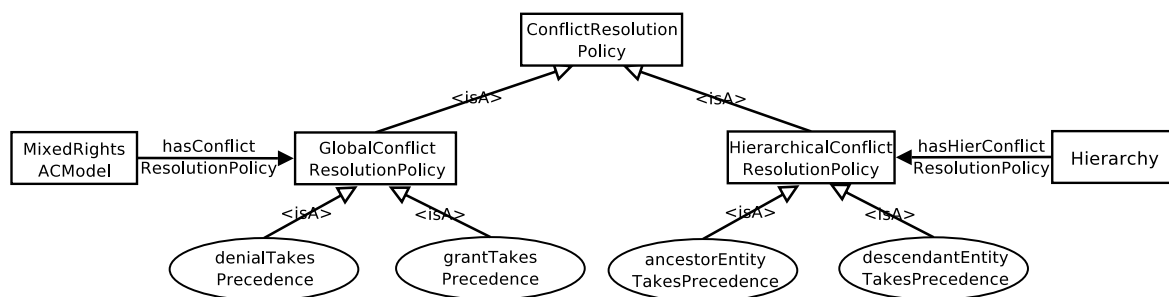 ConflictResolution
Policy
<isA>
<isA>
MixedRights
ACModel
hasConflict
ResolutionPolicy
GlobalConflict
ResolutionPolicy
HierarchicalConflict
ResolutionPolicy
hasHierConflict
ResolutionPolicy
Hierarchy
<isA>
<isA>
<isA>
<isA>
denialTakes
Precedence
grantTakes
Precedence
ancestorEntity
TakesPrecedence
descendantEntity
TakesPrecedence